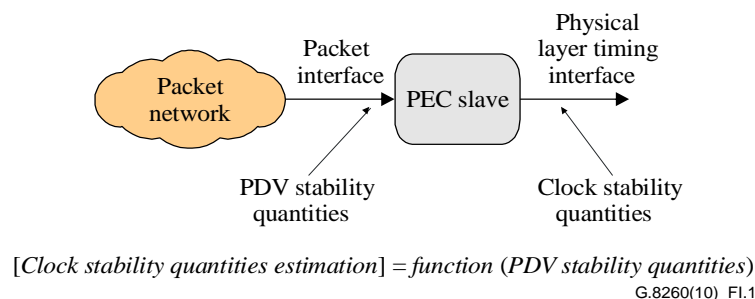 Packet
network
Packet
interface
PEC slave
Physical
layer timing
interface
PDV stability
quantities
Clock stability
quantities
[Clock stability quantities estimation] = function (PDV stability quantities)
G.8260(10)_FI.1